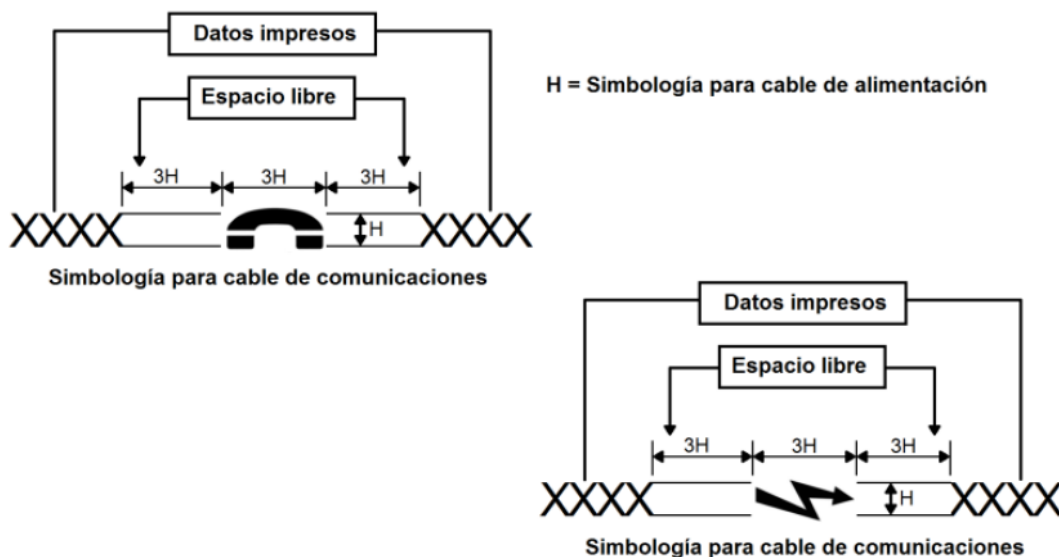 Datos impresos
Espacio libre
H = Simbología para cable de alimentación
3H 3H 3H
XXXX H XXXX
Simbología para cable de comunicaciones
Datos impresos
Espacio libre
3H 3H 3H
XXXX H XXXX
Simbología para cable de comunicaciones